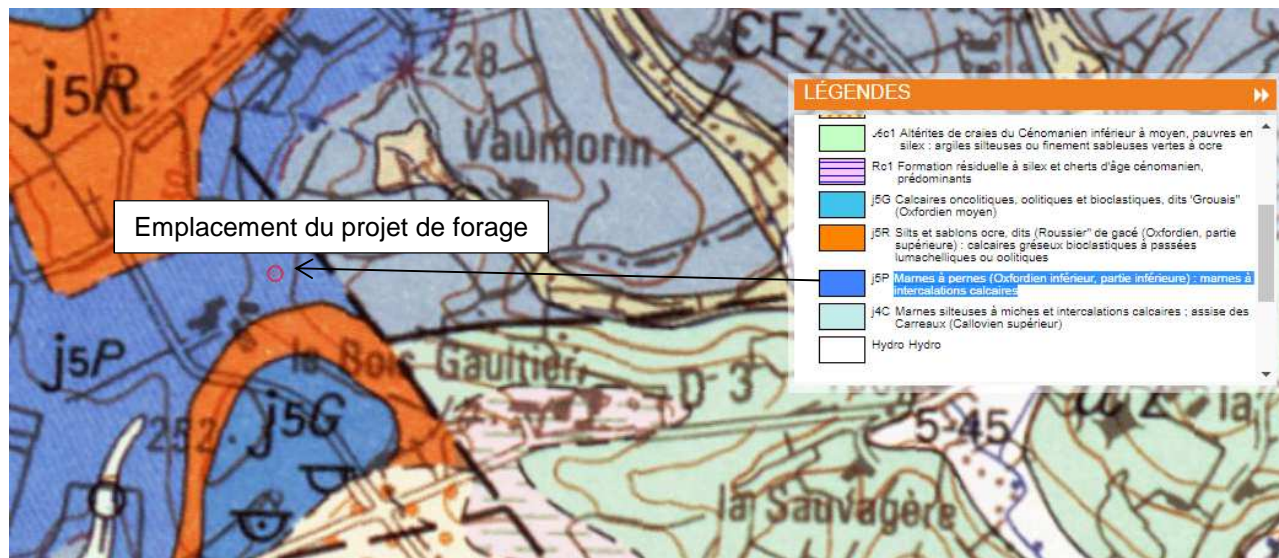 j5R
228
CFz
Vaumorin
S
Emplacement du projet de forage
j5P
le Bois Gaultier
D-3
252
j5G
5-45
la
la Sauvagère
LÉGENDES
Altérites de craies du Cénomanien inférieur à moyen, pauvres en
silex : argiles silteuses ou finement sableuses vertes à ocre
Rc1 Formation résiduelle à silex et cherts d'âge cénomanien,
prédominants
j5G Calcaires oncolitiques, oolitiques et bioclastiques, dits 'Grouais"
(Oxfordien moyen)
j5R Silts et sablons ocre, dits (Roussier" de gacé (Oxfordien, partie
supérieure) : calcaires gréseux bioclastiques à passées
lumachelliques ou oolitiques
j5P Marnes à pernes (Oxfordien inférieur, partie inférieure) : marnes à
intercalations calcaires
j4C Marnes silteuses à miches et intercalations calcaires ; assise des
Carreaux (Callovien supérieur)
Hydro Hydro